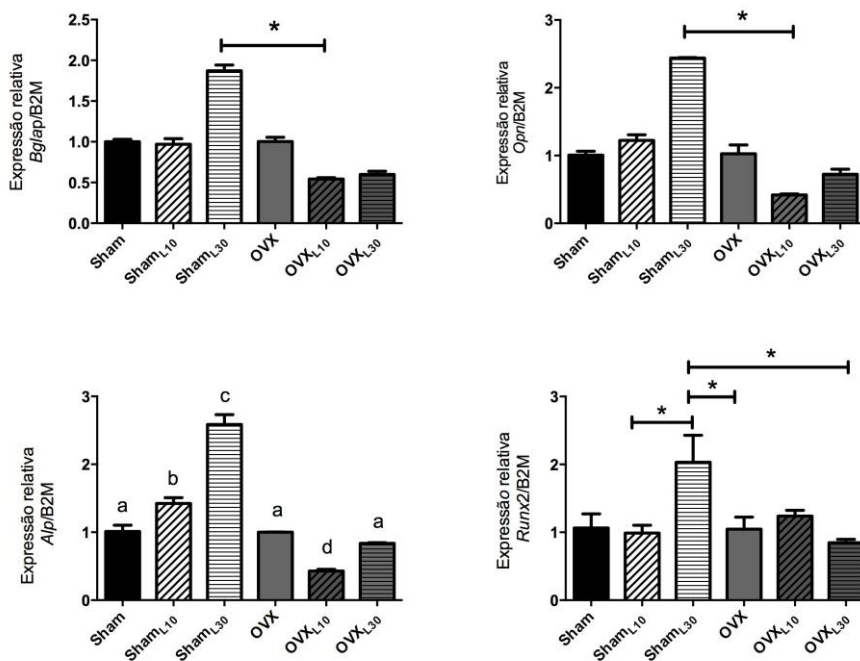 Expressão relativa
Bglap/B2M
2.5
2.0
1.5
1.0
0.5
0.0
*
Sham
ShamL10
ShamL30
OVX
OVXL10
OVXL30
Expressão relativa
Opn/B2M
3
2
1
0
*
Sham
ShamL10
ShamL30
OVX
OVXL10
OVXL30
Expressão relativa
Alp/B2M
3
2
1
0
a
b
c
a
d
a
Sham
ShamL10
ShamL30
OVX
OVXL10
OVXL30
Expressão relativa
Runx2/B2M
3
2
1
0
*
*
*
Sham
ShamL10
ShamL30
OVX
OVXL10
OVXL30